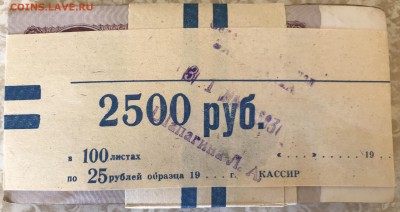 COINS.LAVE.RU
2500 руб.
в 100 листах « . . . » . . . . . 19 . .
по 25 рублей образца 19 . . . г. КАССИР